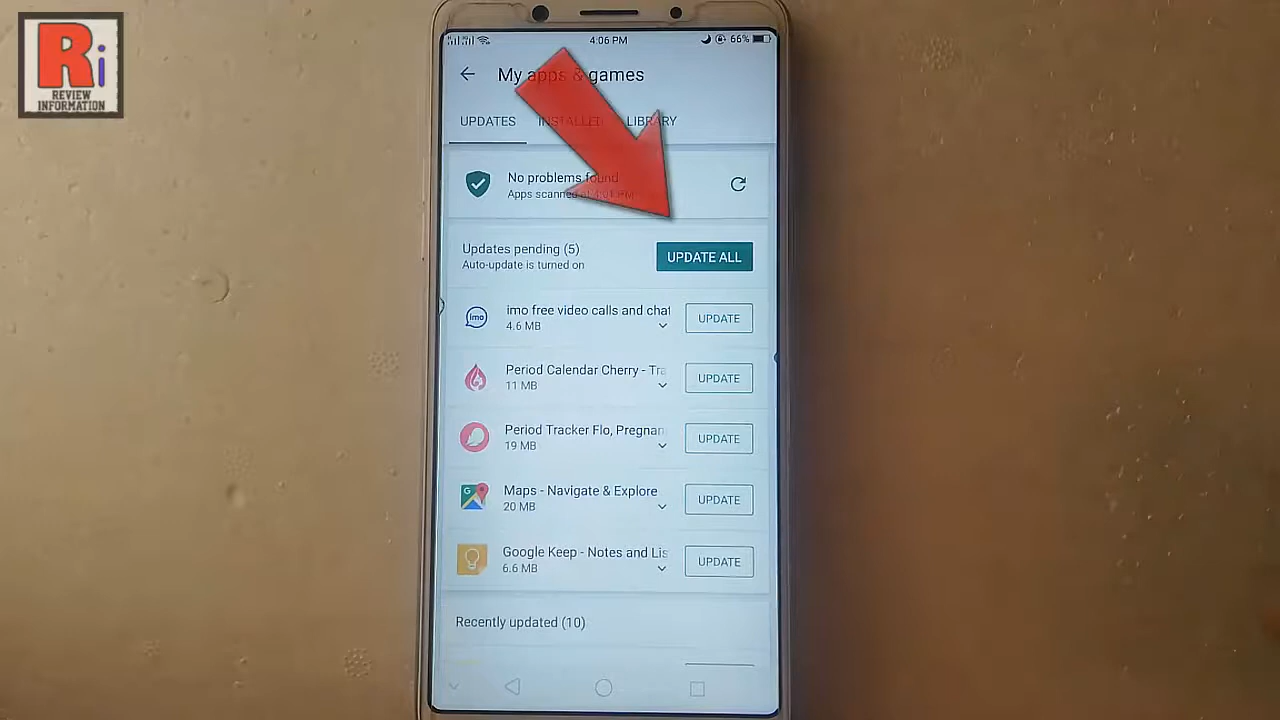 Ri
REVIEW
INFORMATION
4:06 PM
66%
My apps & games
UPDATES INSTALLED LIBRARY
No problems found
Apps scanned at 4:01 PM
Updates pending (5)
Auto-update is turned on
UPDATE ALL
imo free video calls and chat
4.6 MB
UPDATE
Period Calendar Cherry - Tra
11 MB
UPDATE
Period Tracker Flo, Pregnan
19 MB
UPDATE
Maps - Navigate & Explore
20 MB
UPDATE
Google Keep - Notes and Lis
6.6 MB
UPDATE
Recently updated (10)